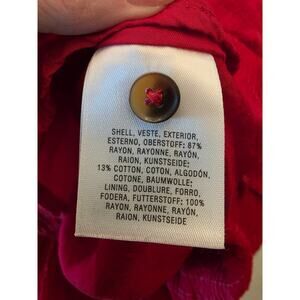 SHELL, VESTE, EXTERIOR,
ESTERNO, OBERSTOFF: 87%
RAYON, RAYONNE, RAYÓN,
RAION, KUNSTSEIDE;
13% COTTON, COTON, ALGODÓN,
COTONE, BAUMWOLLE;
LINING, DOUBLURE, FORRO,
FODERA, FUTTERSTOFF: 100%
RAYON, RAYONNE, RAYÓN,
RAION, KUNSTSEIDE